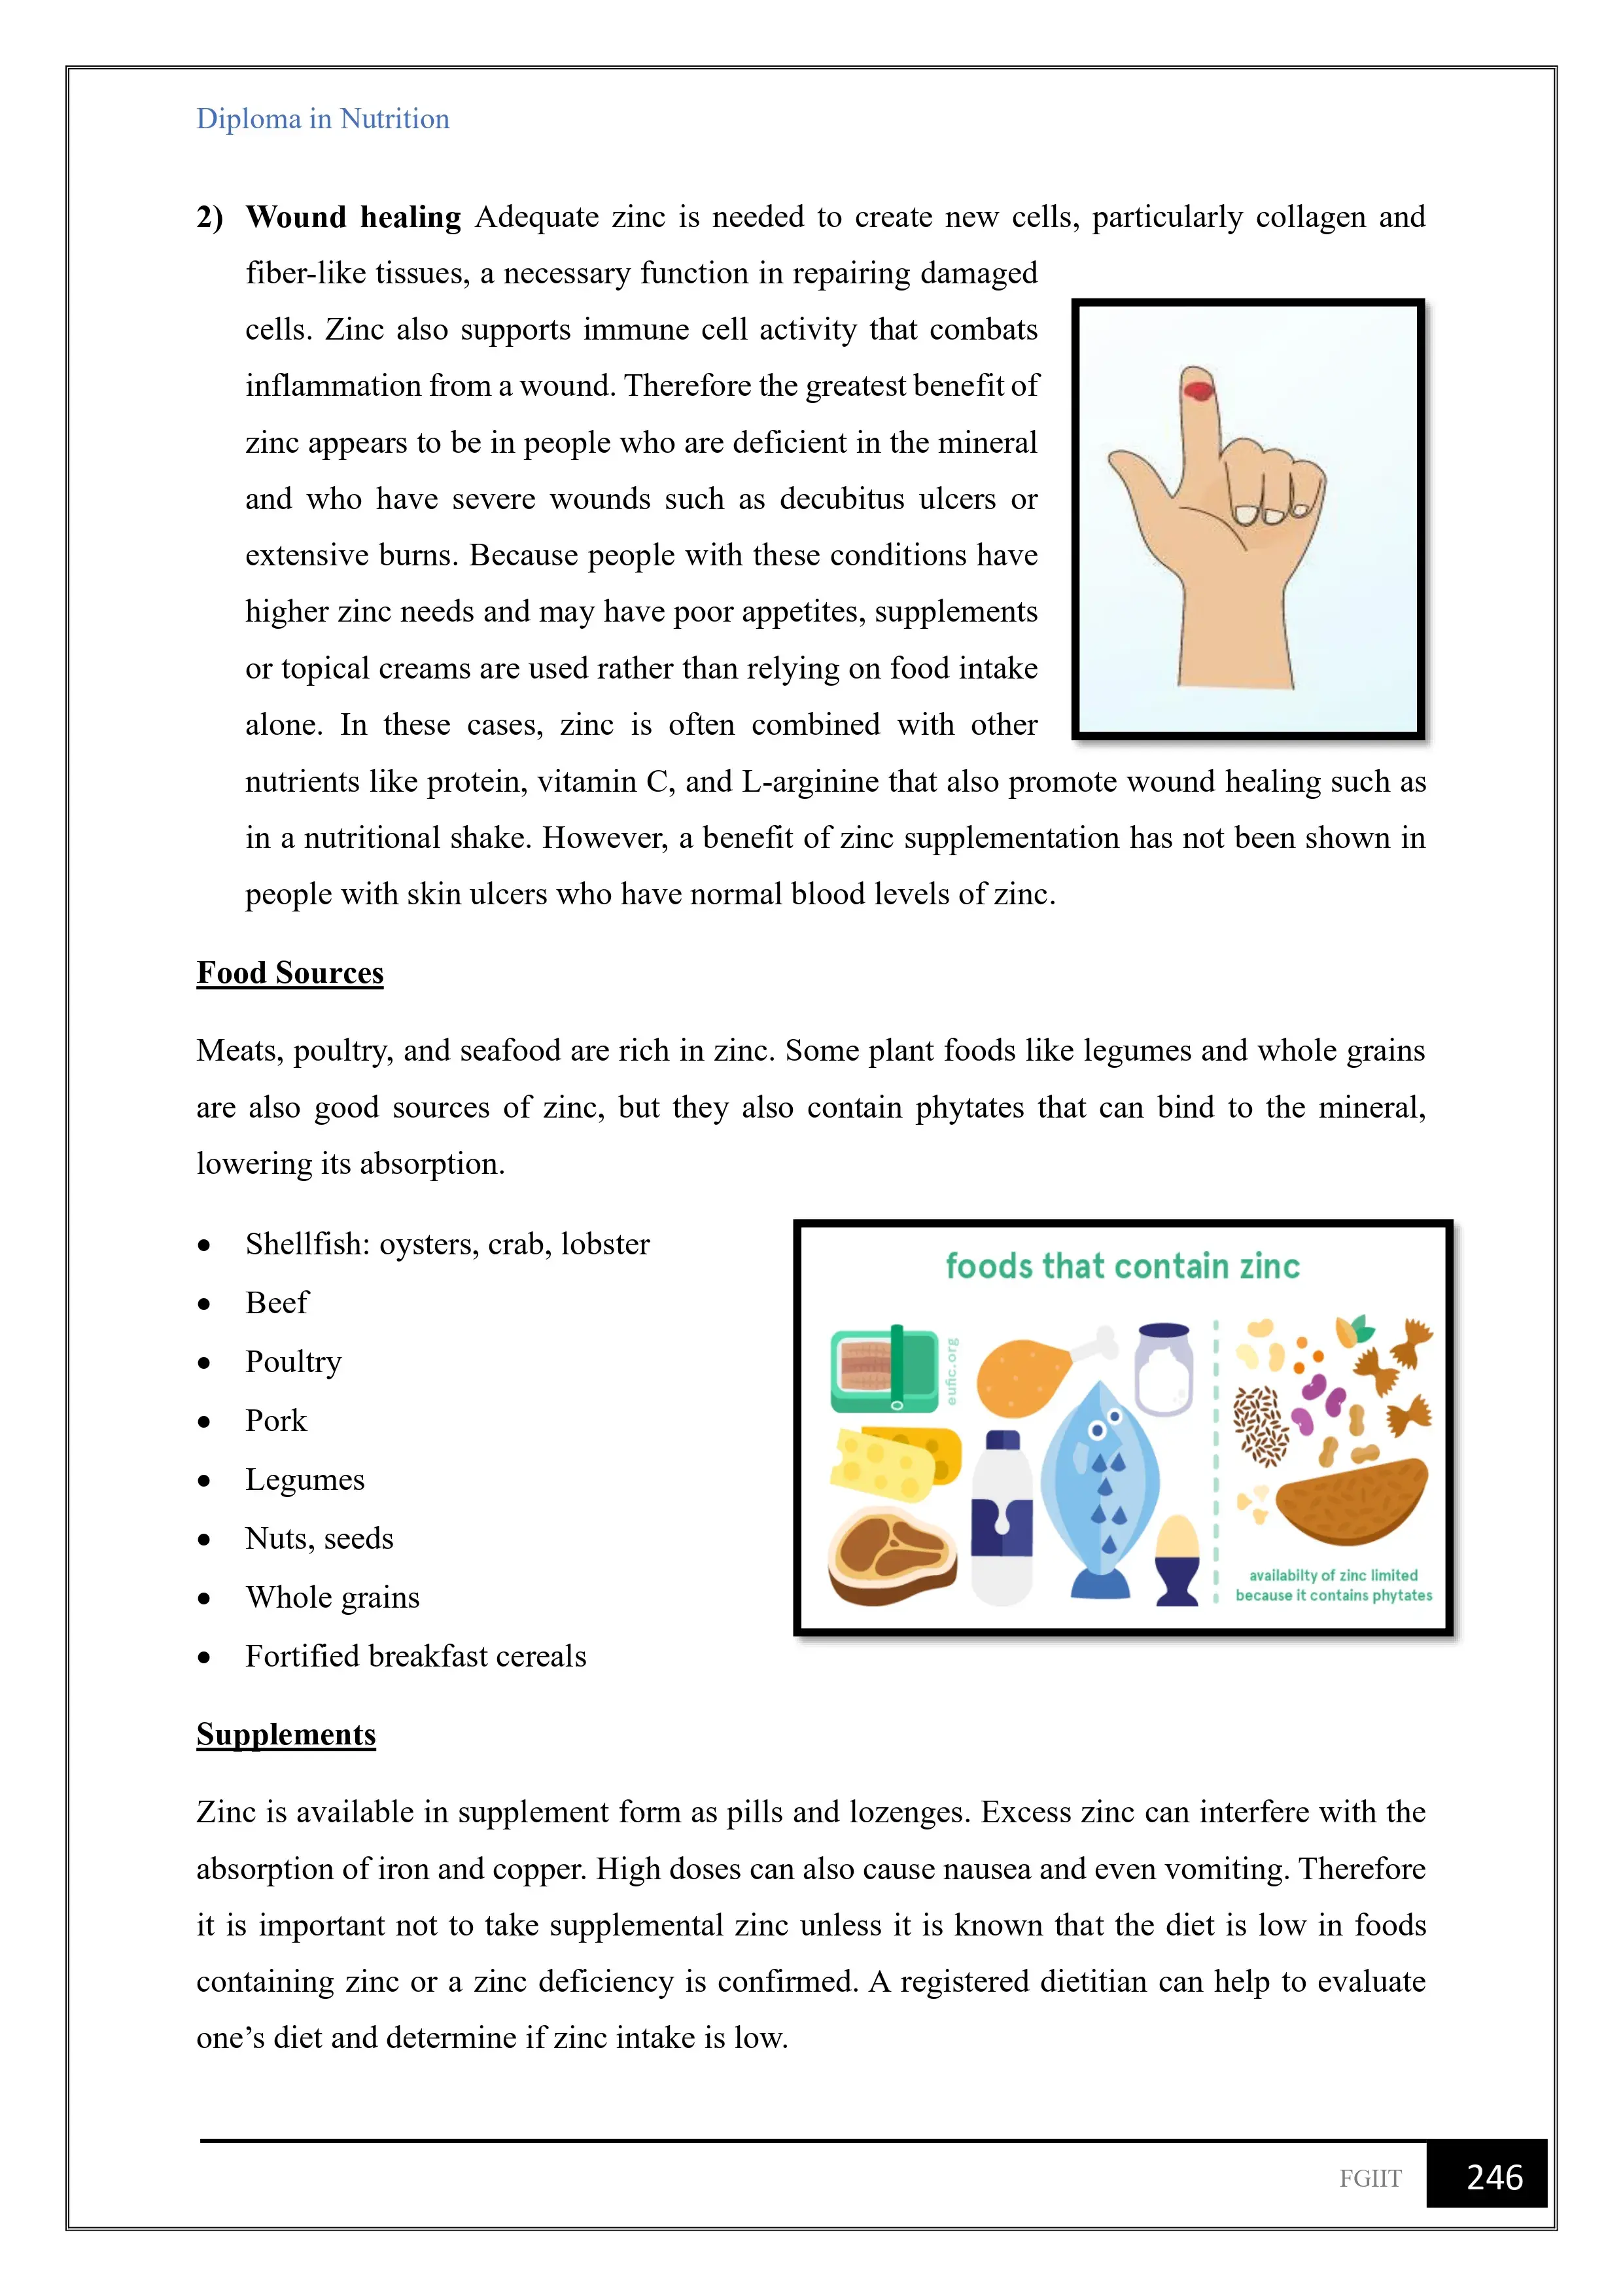 Diploma in Nutrition
2) Wound healing Adequate zinc is needed to create new cells, particularly collagen and
fiber-like tissues, a necessary function in repairing damaged
cells. Zinc also supports immune cell activity that combats
inflammation from a wound. Therefore the greatest benefit of
zinc appears to be in people who are deficient in the mineral
and who have severe wounds such as decubitus ulcers or
extensive burns. Because people with these conditions have
higher zinc needs and may have poor appetites, supplements
or topical creams are used rather than relying on food intake
alone. In these cases, zinc is often combined with other
nutrients like protein, vitamin C, and L-arginine that also promote wound healing such as
in a nutritional shake. However, a benefit of zinc supplementation has not been shown in
people with skin ulcers who have normal blood levels of zinc.
Food Sources
Meats, poultry, and seafood are rich in zinc. Some plant foods like legumes and whole grains
are also good sources of zinc, but they also contain phytates that can bind to the mineral,
lowering its absorption.
• Shellfish: oysters, crab, lobster
• Beef
• Poultry
• Pork
• Legumes
• Nuts, seeds
• Whole grains
• Fortified breakfast cereals
foods that contain zinc
eufic.org
availabilty of zinc limited
because it contains phytates
Supplements
Zinc is available in supplement form as pills and lozenges. Excess zinc can interfere with the
absorption of iron and copper. High doses can also cause nausea and even vomiting. Therefore
it is important not to take supplemental zinc unless it is known that the diet is low in foods
containing zinc or a zinc deficiency is confirmed. A registered dietitian can help to evaluate
one’s diet and determine if zinc intake is low.
FGIIT 246